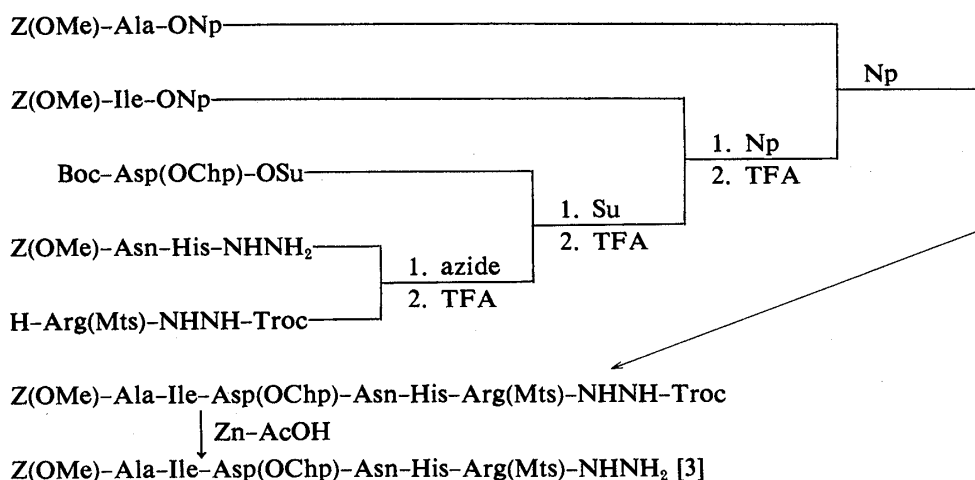 Z(OMe)–Ala–ONp
Np
Z(OMe)–Ile–ONp
1. Np
2. TFA
Boc–Asp(OChp)–OSu
1. Su
2. TFA
Z(OMe)–Asn–His–NHNH₂
1. azide
2. TFA
H–Arg(Mts)–NHNH–Troc
Z(OMe)–Ala–Ile–Asp(OChp)–Asn–His–Arg(Mts)–NHNH–Troc
Zn–AcOH
Z(OMe)–Ala–Ile–Asp(OChp)–Asn–His–Arg(Mts)–NHNH₂ [3]